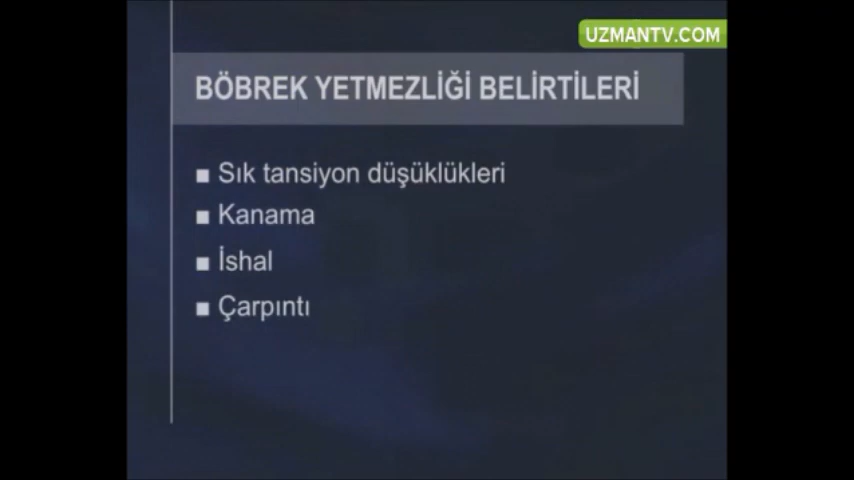 UZMANTV.COM
BÖBREK YETMEZLİĞİ BELİRTİLERİ
■ Sık tansiyon düşüklükleri
■ Kanama
■ İshal
■ Çarpıntı